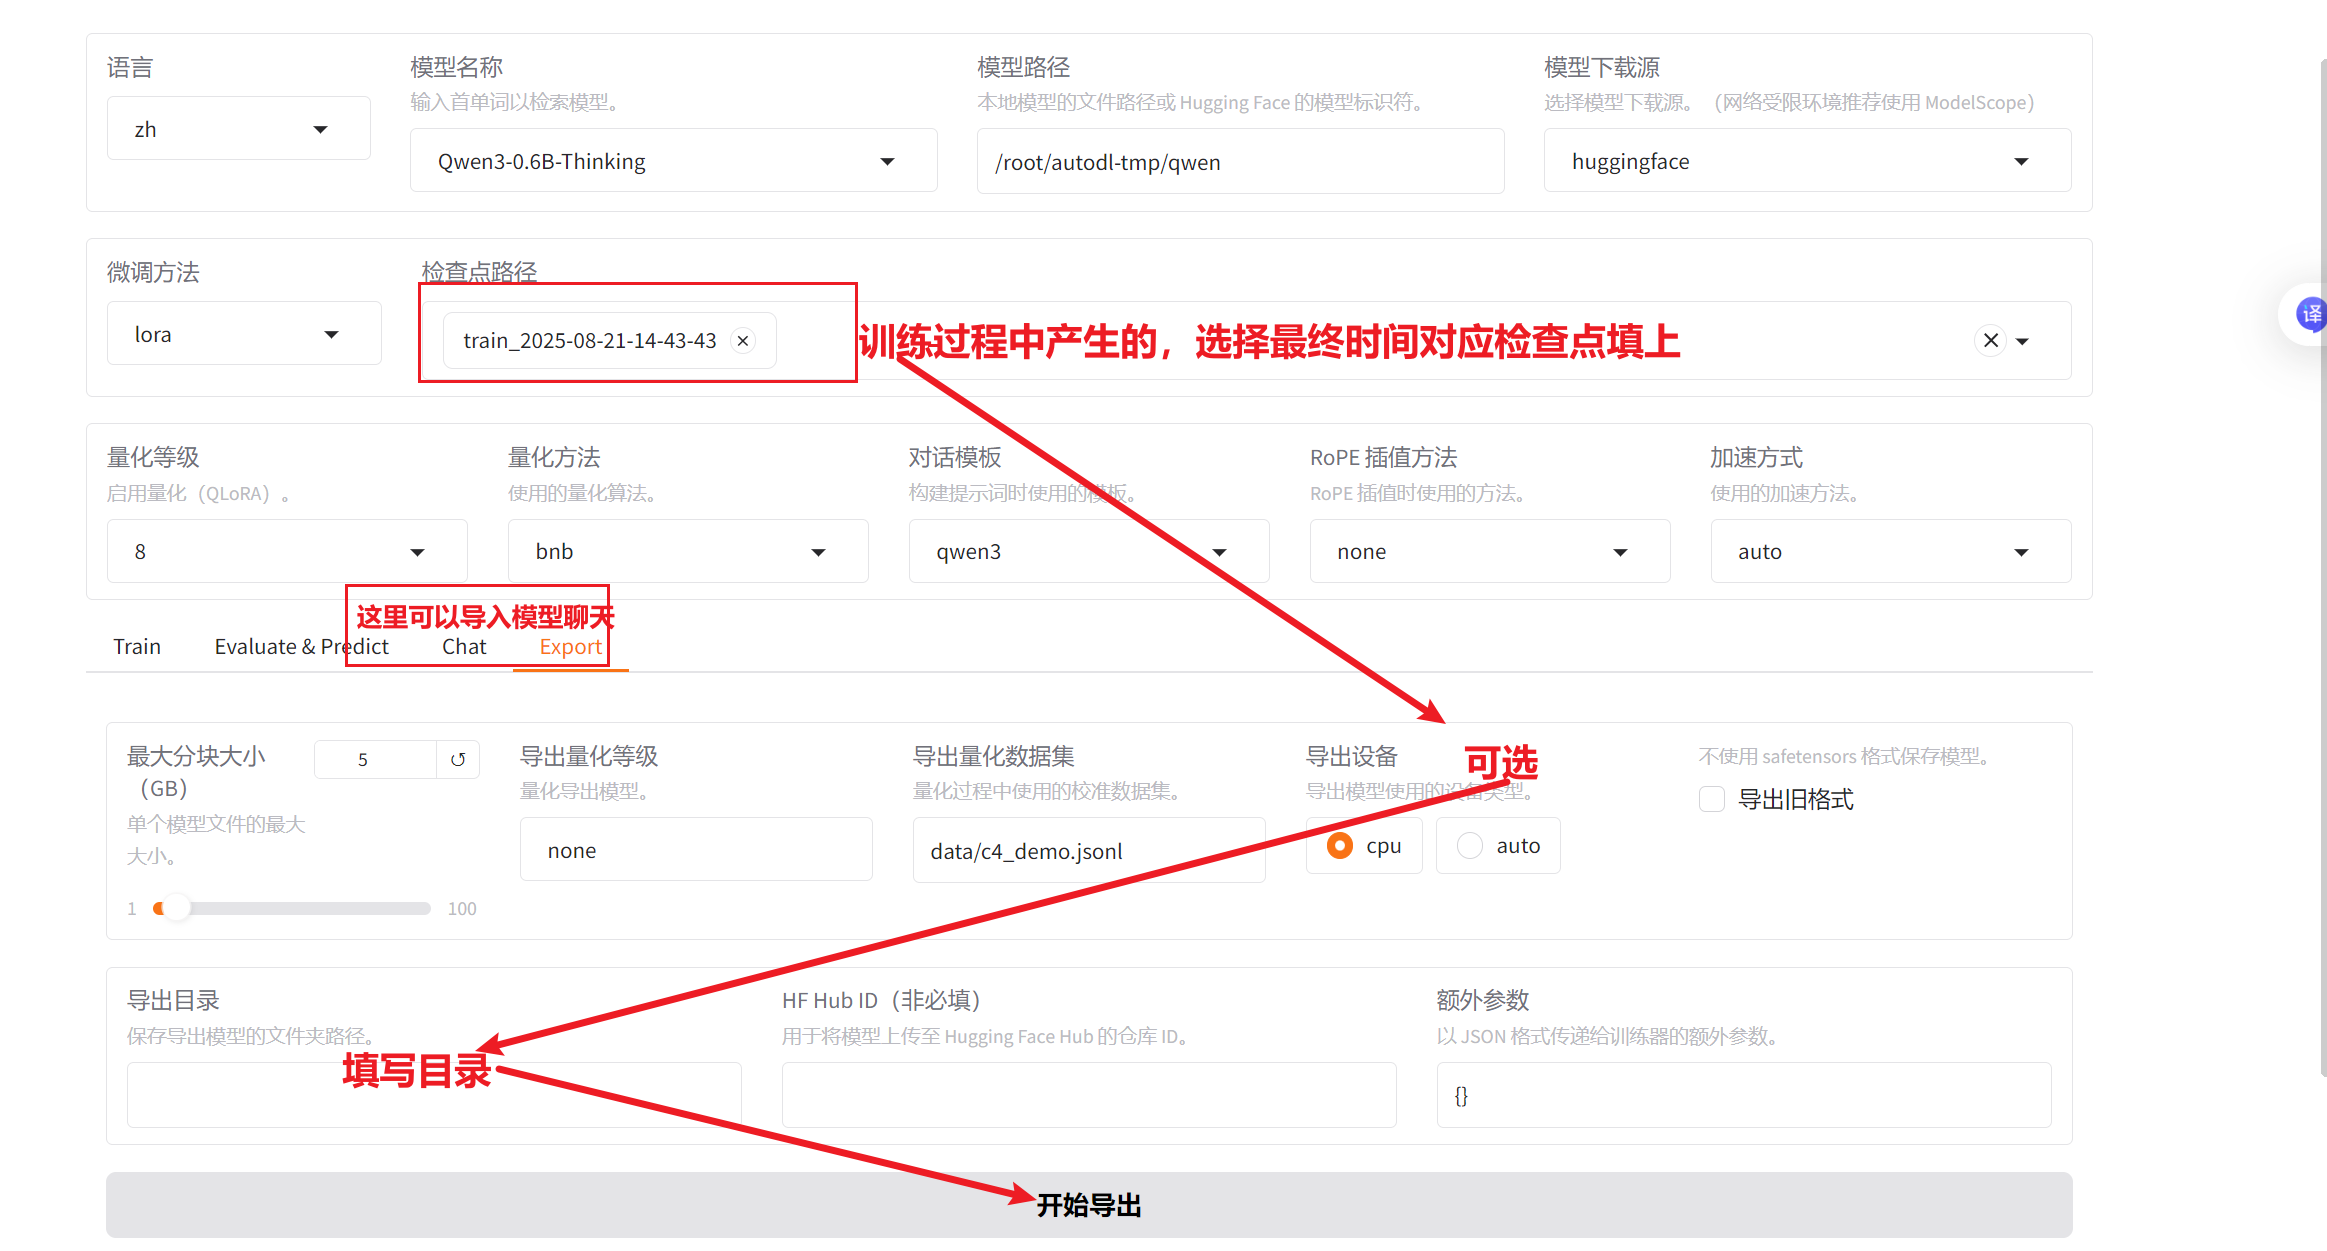 语言
zh
模型名称
输入首单词以检索模型。
Qwen3-0.6B-Thinking
模型路径
本地模型的文件路径或 Hugging Face 的模型标识符。
/root/autodl-tmp/qwen
模型下载源
选择模型下载源。（网络受限环境推荐使用 ModelScope）
huggingface
微调方法
lora
检查点路径
train_2025-08-21-14-43-43
训练过程中产生的，选择最终时间对应检查点填上
译
量化等级
启用量化（QLoRA）。
8
量化方法
使用的量化算法。
bnb
对话模板
构建提示词时使用的模板。
qwen3
RoPE 插值方法
RoPE 插值时使用的方法。
none
加速方式
使用的加速方法。
auto
这里可以导入模型聊天
Train
Evaluate & Predict
Chat
Export
最大分块大小
（GB）
5
单个模型文件的最大
大小。
1
100
导出量化等级
量化导出模型。
none
导出量化数据集
量化过程中使用的校准数据集。
data/c4_demo.jsonl
导出设备
可选
导出模型使用的设备类型。
cpu
auto
不使用 safetensors 格式保存模型。
导出旧格式
导出目录
保存导出模型的文件夹路径。
填写目录
HF Hub ID（非必填）
用于将模型上传至 Hugging Face Hub 的仓库 ID。
额外参数
以 JSON 格式传递给训练器的额外参数。
{}
开始导出